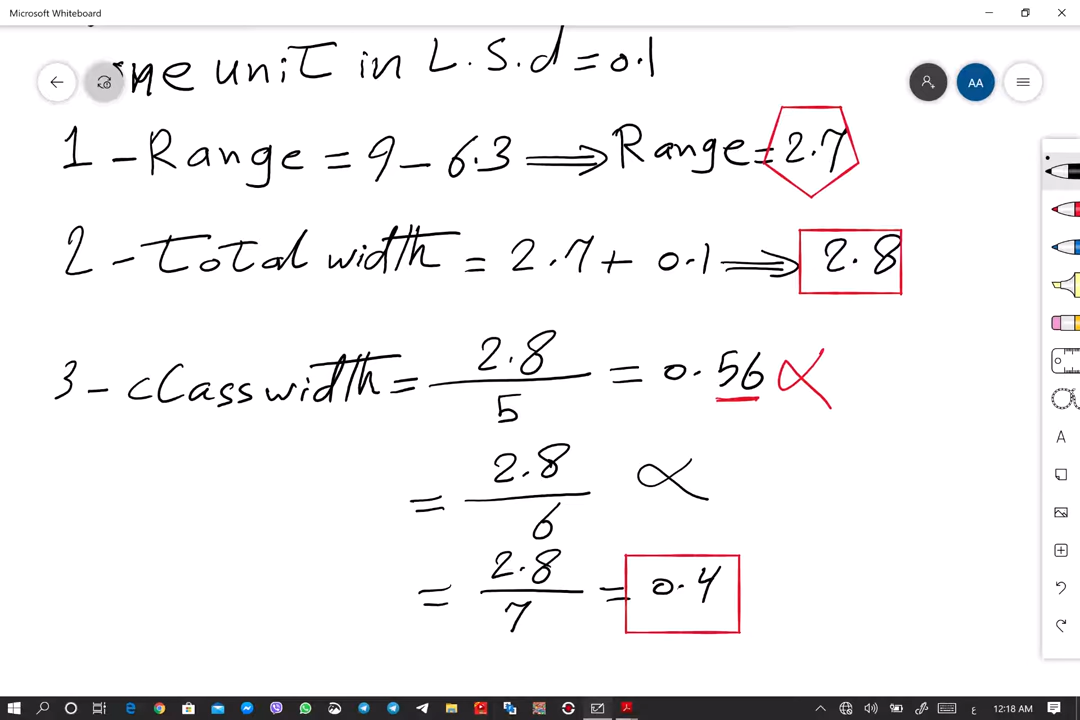 Microsoft Whiteboard
one unit in L.S.d = 0.1
AA
1 - Range = 9 - 6.3 ⟹ Range = 2.7
2 - Total width = 2.7 + 0.1 ⟹ 2.8
3 - cClass width = 2.8 / 5 = 0.56 ∝
= 2.8 / 6 ∝
= 2.8 / 7 = 0.4
A
ع 12:18 AM